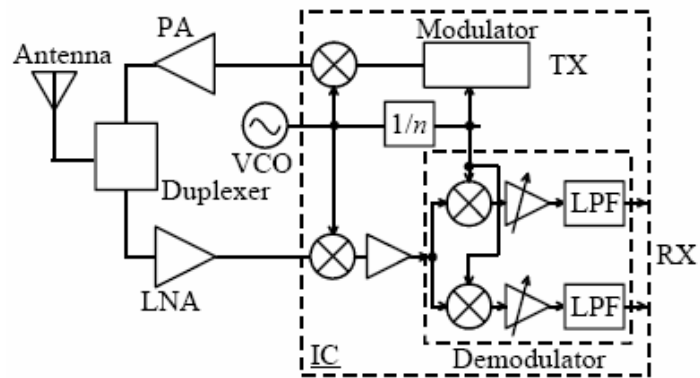 PA
Modulator
Antenna
TX
1/n
VCO
Duplexer
LPF
RX
LNA
LPF
IC
Demodulator